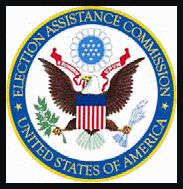 ELECTION ASSISTANCE COMMISSION
UNITED STATES OF AMERICA